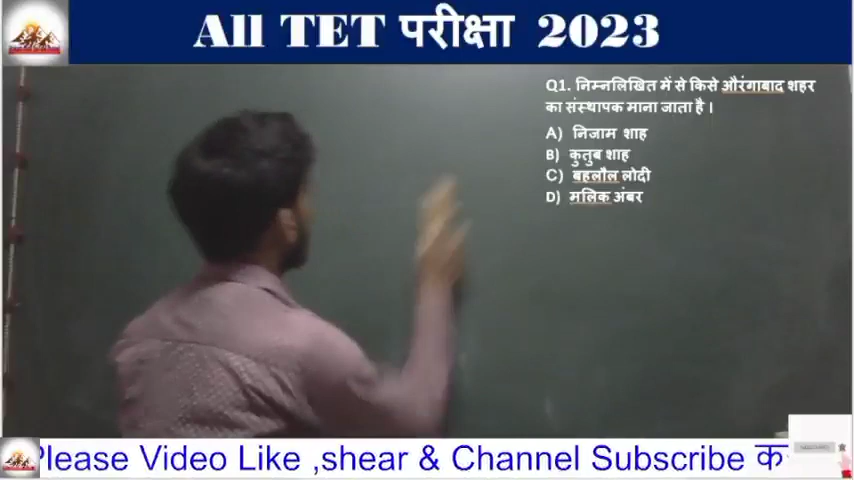 All TET परीक्षा 2023
Q1. निम्नलिखित में से किसे औरंगाबाद शहर
का संस्थापक माना जाता है ।
A) निजाम शाह
B) कुतुब शाह
C) बहलौल लोदी
D) मलिक अंबर
Please Video Like ,shear & Channel Subscribe